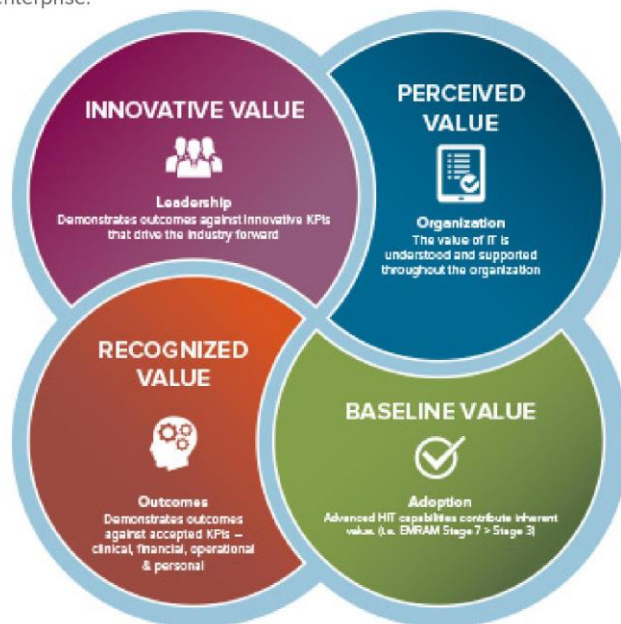 enterprise.
INNOVATIVE VALUE
Leadership
Demonstrates outcomes against innovative KPIs
that drive the industry forward
PERCEIVED
VALUE
Organization
The value of IT is
understood and supported
throughout the organization
RECOGNIZED
VALUE
Outcomes
Demonstrates outcomes
against accepted KPIs –
clinical, financial, operational
& personal
BASELINE VALUE
Adoption
Advanced HIT capabilities contribute inherent
value. (i.e. EMRAM Stage 7 > Stage 3)